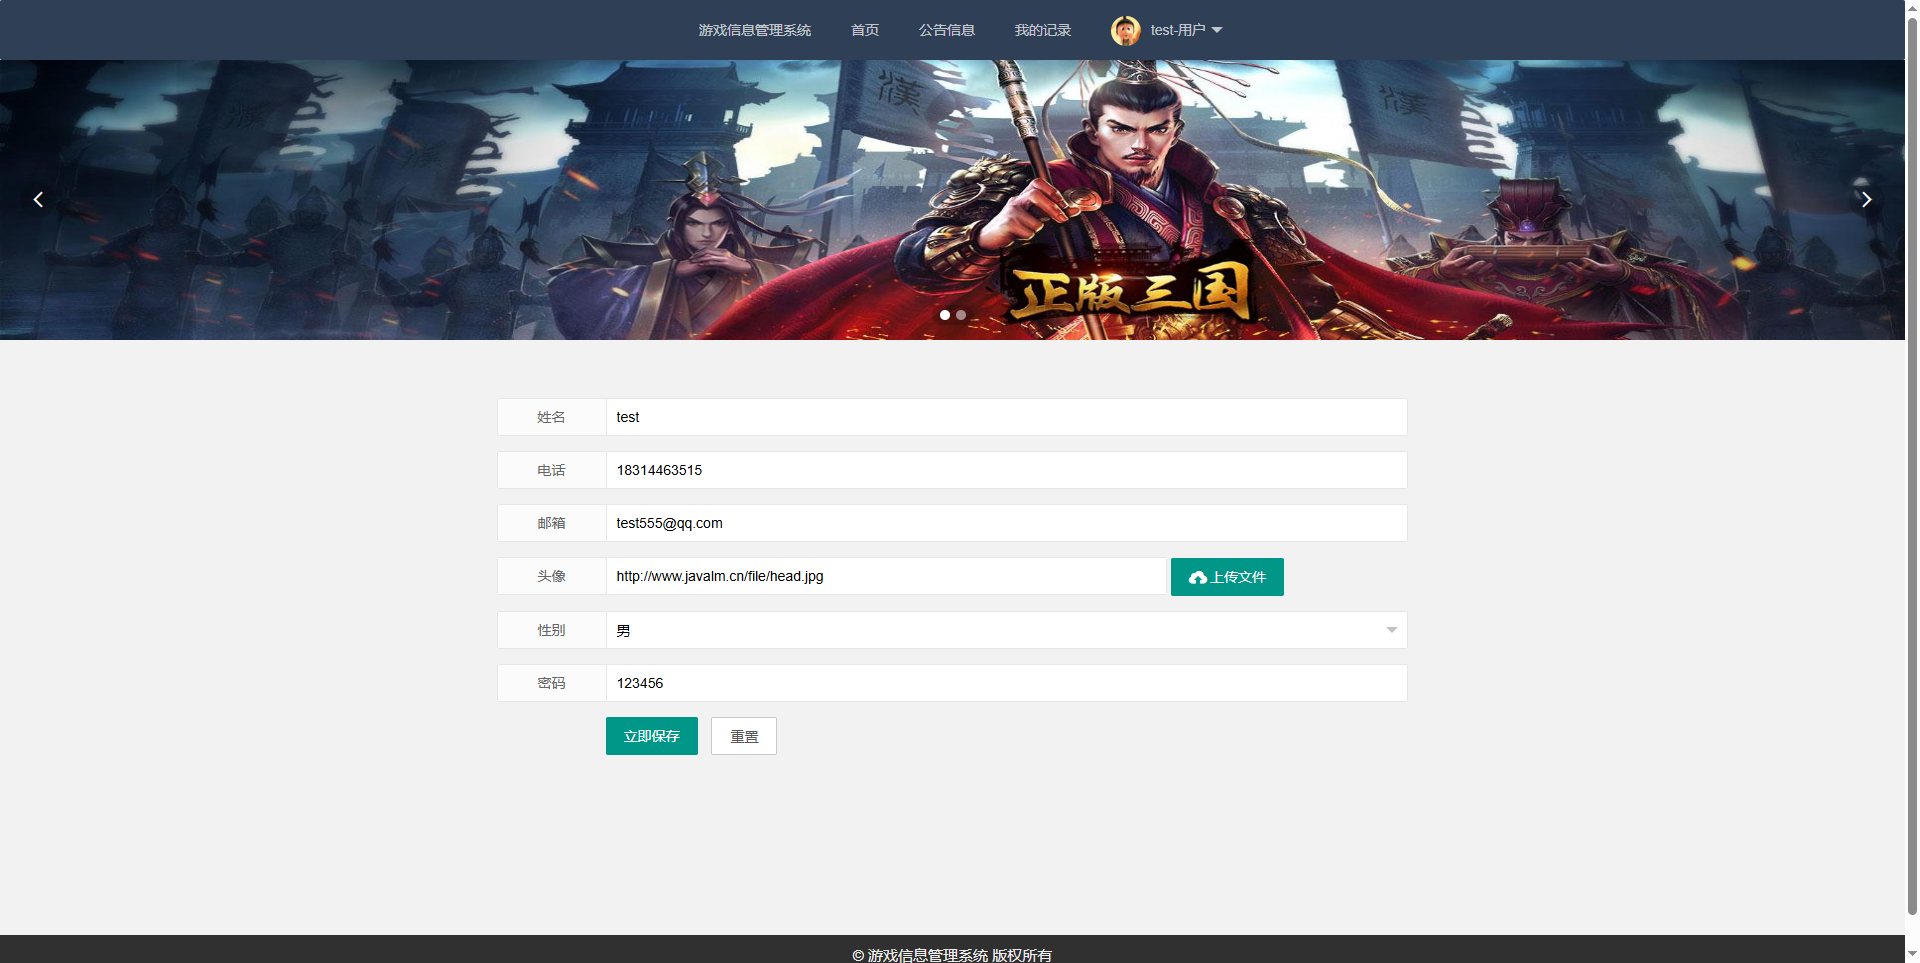 游戏信息管理系统 首页 公告信息 我的记录 test-用户
漢 漢
正版三国
姓名 test
电话 18314463515
邮箱 test555@qq.com
头像 http://www.javalm.cn/file/head.jpg 上传文件
性别 男
密码 123456
立即保存 重置
© 游戏信息管理系统 版权所有